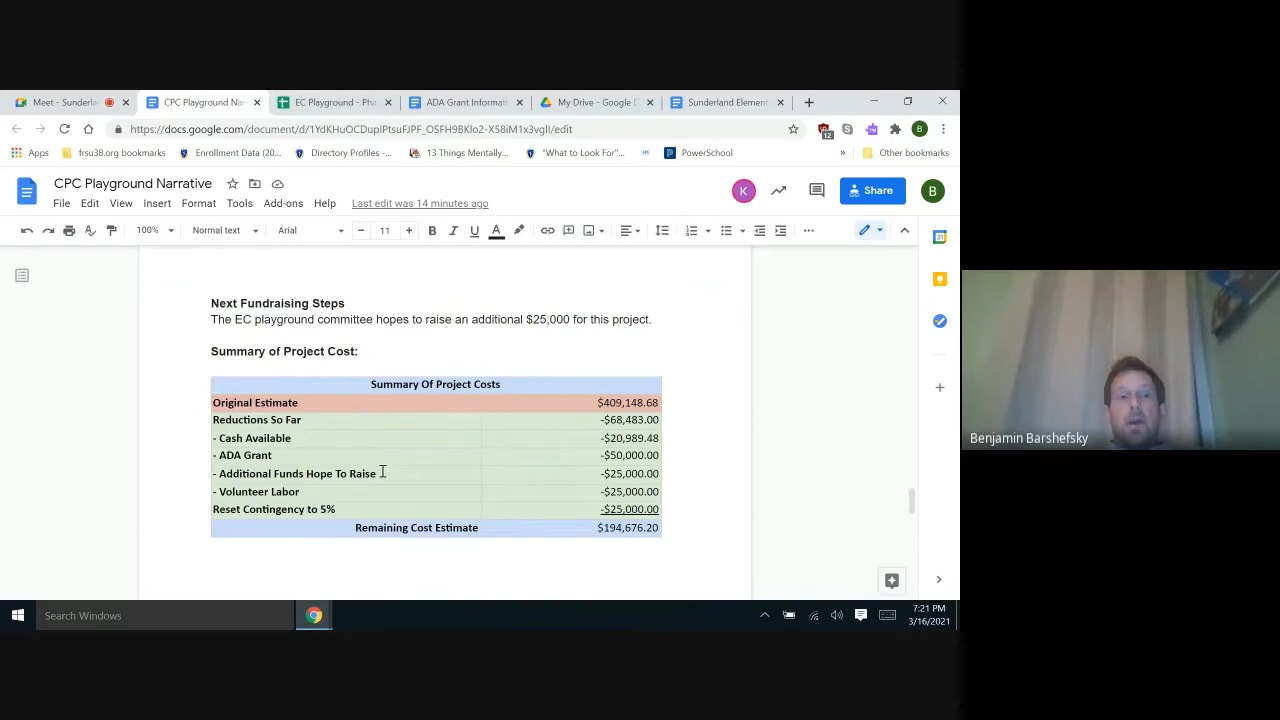 Meet - Sunderla
CPC Playground Nar
EC Playground - Pha
ADA Grant Informati
My Drive - Google D
Sunderland Element
https://docs.google.com/document/d/1YdKHuOCDupIPtsuFJPF_OSFH9BKlo2-X58iM1x3vgII/edit
12
B
Apps
frsu38.org bookmarks
Enrollment Data (20...
Directory Profiles -...
13 Things Mentally...
"What to Look For"...
PowerSchool
»
Other bookmarks
CPC Playground Narrative
K
Share
B
File Edit View Insert Format Tools Add-ons Help Last edit was 14 minutes ago
100% Normal text Arial 11 B I U A
Next Fundraising Steps
The EC playground committee hopes to raise an additional $25,000 for this project.
Summary of Project Cost:
Summary Of Project Costs
Original Estimate $409,148.68
Reductions So Far -$68,483.00
- Cash Available -$20,989.48
- ADA Grant -$50,000.00
- Additional Funds Hope To Raise -$25,000.00
- Volunteer Labor -$25,000.00
Reset Contingency to 5% -$25,000.00
Remaining Cost Estimate $194,676.20
Benjamin Barshefsky
Search Windows
7:21 PM
3/16/2021